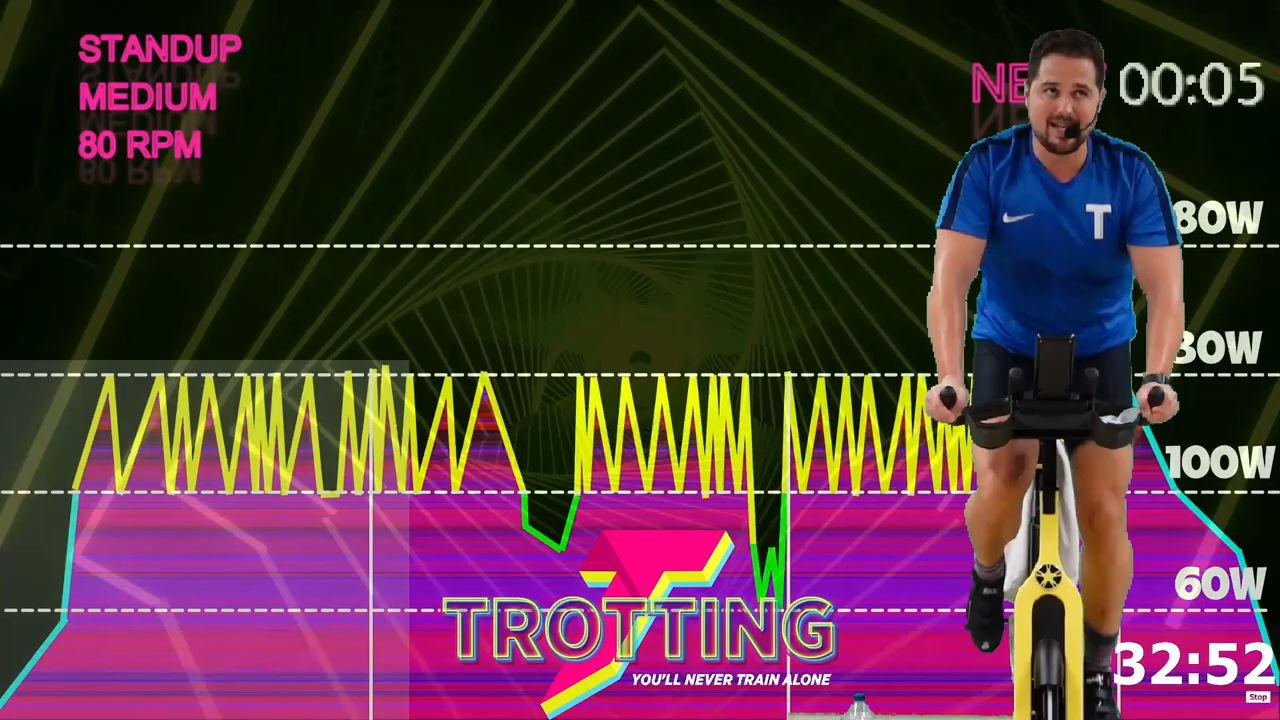 STANDUP
MEDIUM
80 RPM
NE
00:05
80W
30W
100W
60W
T
TROTTING
YOU'LL NEVER TRAIN ALONE
32:52
Stop